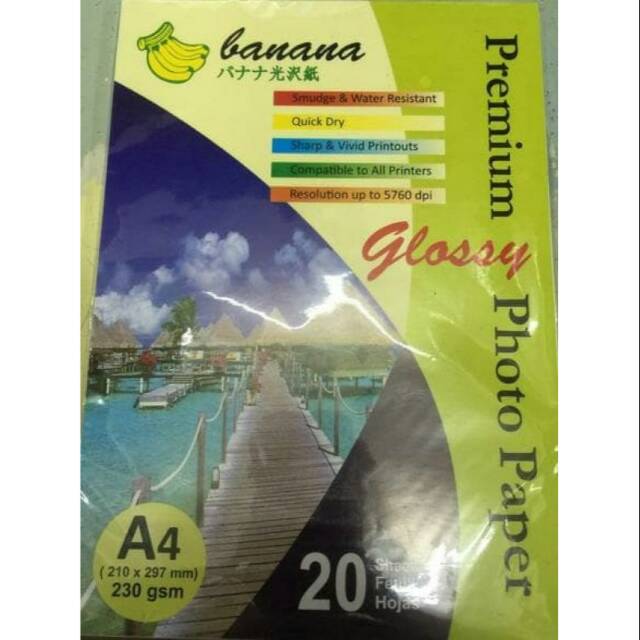 banana
バナナ光沢紙
Smudge & Water Resistant
Quick Dry
Sharp & Vivid Printouts
Compatible to All Printers
Resolution up to 5760 dpi
Glossy
Premium Photo Paper
A4
( 210 x 297 mm)
230 gsm
20
Hojas